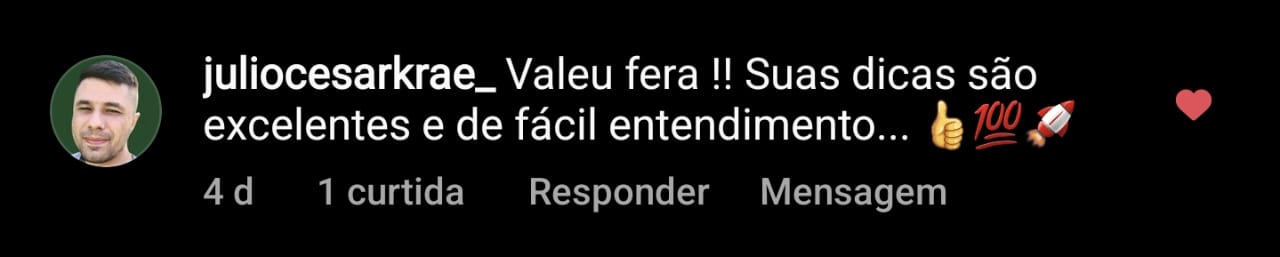 juliocesarkrae_ Valeu fera !! Suas dicas são
excelentes e de fácil entendimento... 👍💯🚀
4 d 1 curtida Responder Mensagem